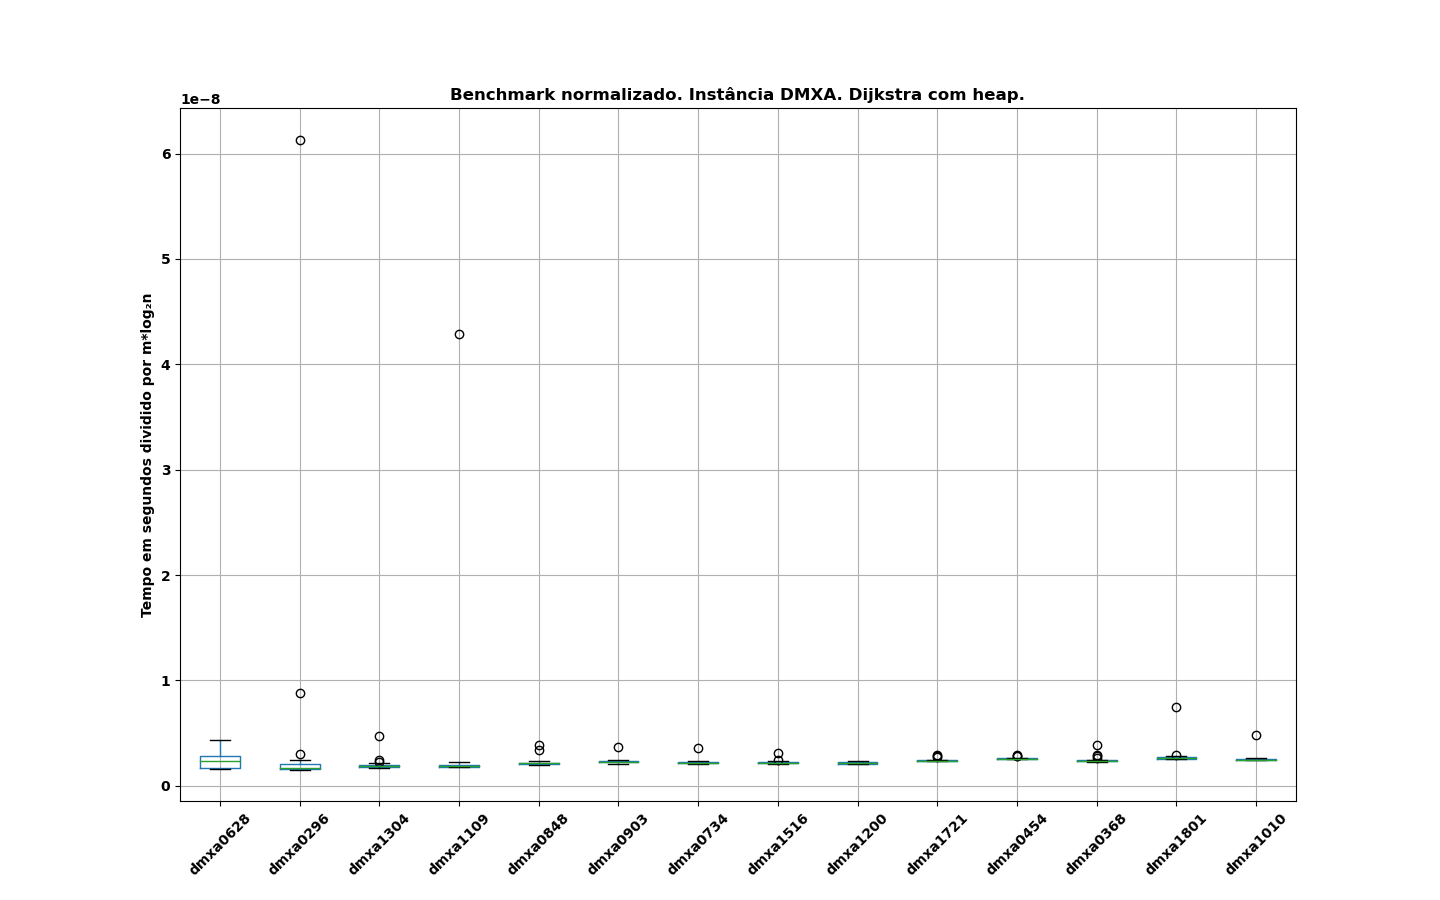 Benchmark normalizado. Instância DMXA. Dijkstra com heap.
1e−8
Tempo em segundos dividido por m*log₂n
6
5
4
3
2
1
0
dmxa0628
dmxa0296
dmxa1304
dmxa1109
dmxa0848
dmxa0903
dmxa0734
dmxa1516
dmxa1200
dmxa1721
dmxa0454
dmxa0368
dmxa1801
dmxa1010